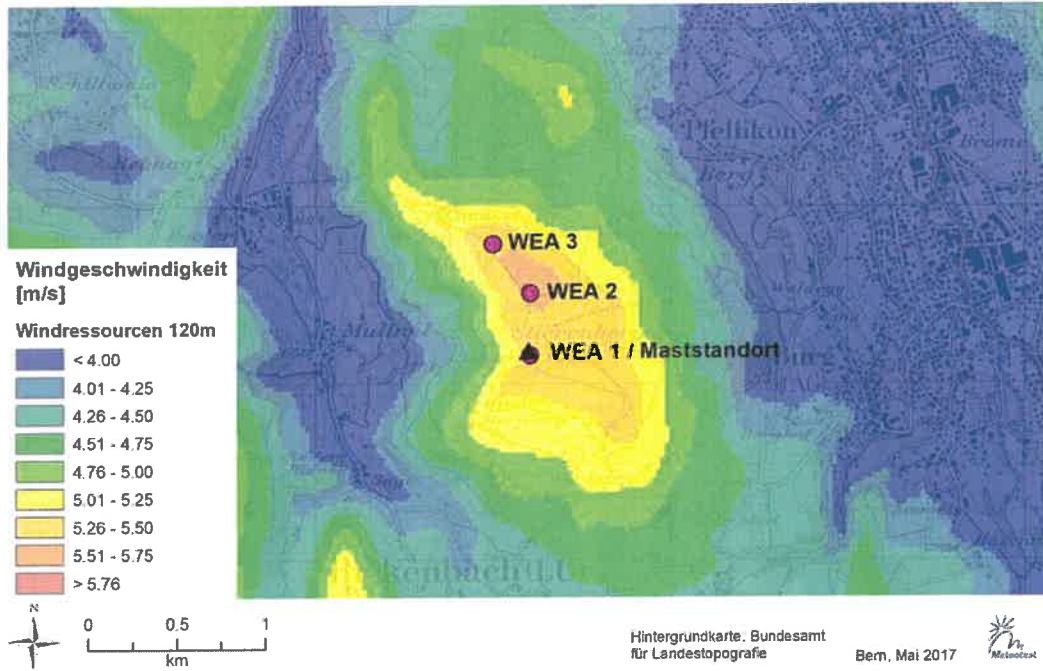 Pfeffikon
WEA 3
WEA 2
WEA 1 / Maststandort
Windgeschwindigkeit
[m/s]
Windressourcen 120m
< 4.00
4.01 - 4.25
4.26 - 4.50
4.51 - 4.75
4.76 - 5.00
5.01 - 5.25
5.26 - 5.50
5.51 - 5.75
> 5.76
N
0 0.5 1
km
Hintergrundkarte: Bundesamt
für Landestopografie
Bern, Mai 2017
Meteotest